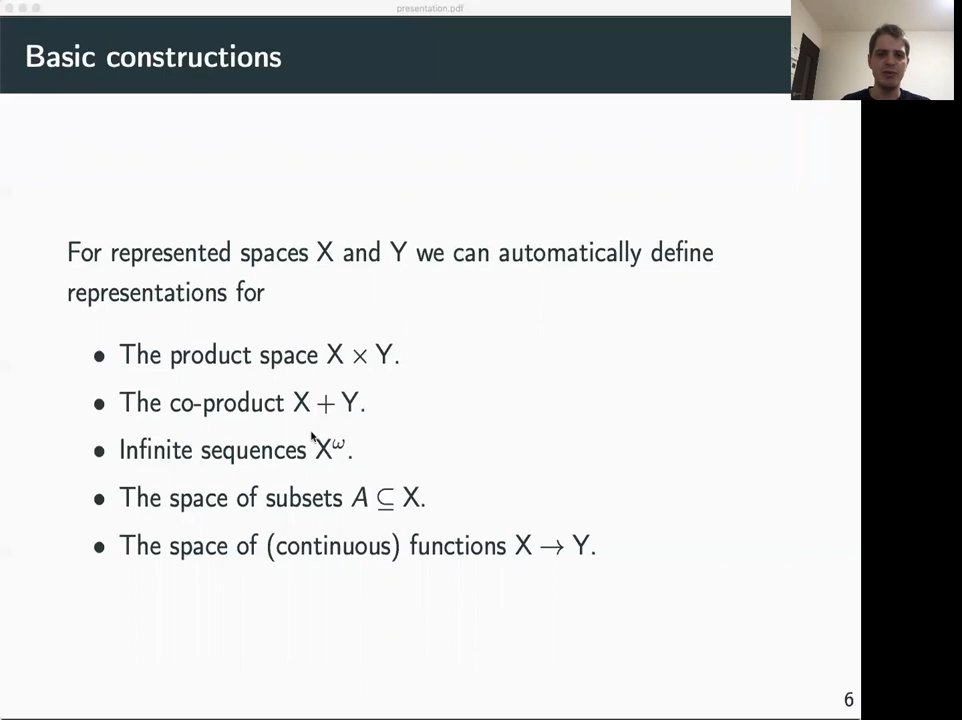 presentation.pdf
Basic constructions
For represented spaces X and Y we can automatically define
representations for
• The product space X × Y.
• The co-product X + Y.
• Infinite sequences X^ω.
• The space of subsets A ⊆ X.
• The space of (continuous) functions X → Y.
6